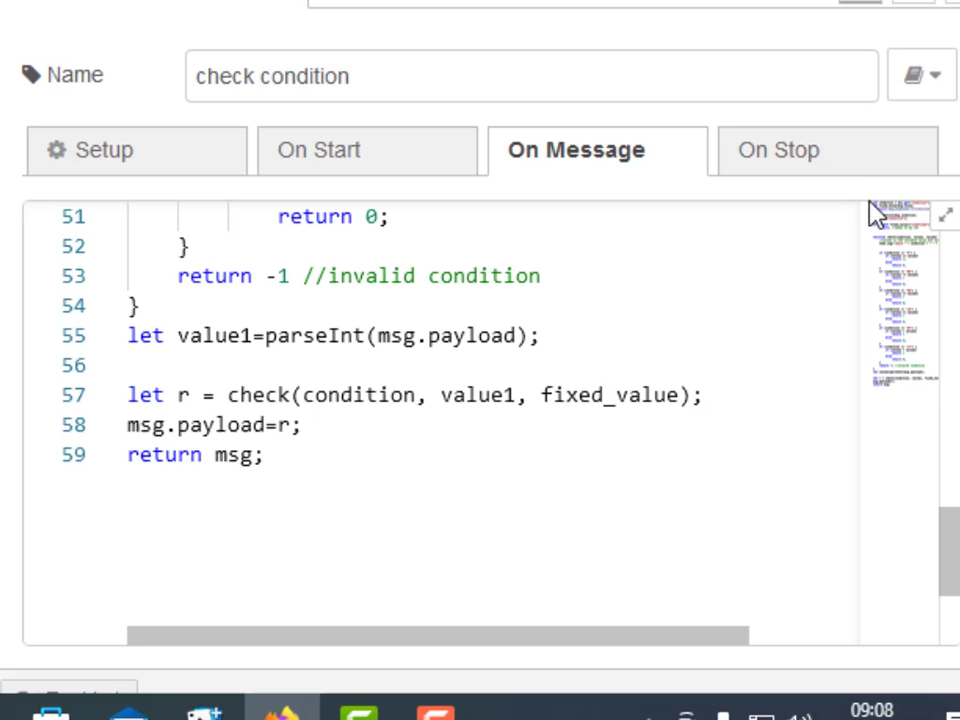 Name
check condition
Setup
On Start
On Message
On Stop
51 return 0;
52 }
53 return -1 //invalid condition
54 }
55 let value1=parseInt(msg.payload);
56
57 let r = check(condition, value1, fixed_value);
58 msg.payload=r;
59 return msg;
09:08